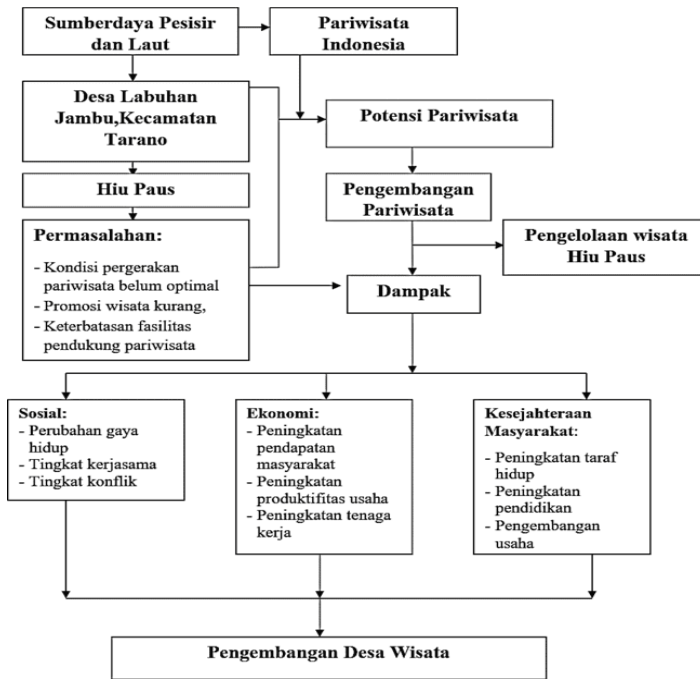 Sumberdaya Pesisir
dan Laut
Pariwisata
Indonesia
Desa Labuhan
Jambu,Kecamatan
Tarano
Potensi Pariwisata
Hiu Paus
Pengembangan
Pariwisata
Permasalahan:
- Kondisi pergerakan
pariwisata belum optimal
- Promosi wisata kurang,
- Keterbatasan fasilitas
pendukung pariwisata
Pengelolaan wisata
Hiu Paus
Dampak
Sosial:
- Perubahan gaya
hidup
- Tingkat kerjasama
- Tingkat konflik
Ekonomi:
- Peningkatan
pendapatan
masyarakat
- Peningkatan
produktifitas usaha
- Peningkatan tenaga
kerja
Kesejahteraan
Masyarakat:
- Peningkatan taraf
hidup
- Peningkatan
pendidikan
- Pengembangan
usaha
Pengembangan Desa Wisata